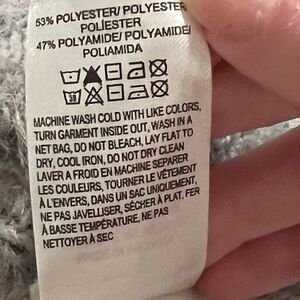 53% POLYESTER/ POLYESTER
POLIÉSTER
47% POLYAMIDE/ POLYAMIDE
POLIAMIDA
30
MACHINE WASH COLD WITH LIKE COLORS,
TURN GARMENT INSIDE OUT, WASH IN A
NET BAG, DO NOT BLEACH, LAY FLAT TO
DRY, COOL IRON, DO NOT DRY CLEAN
LAVER À FROID EN MACHINE SEPARER
LES COULEURS, TOURNER LE VÊTEMENT
À L'ENVERS, DANS UN SAC UNIQUEMENT,
NE PAS JAVELLISER, SÉCHER À PLAT, FER
À BASSE TEMPÉRATURE, NE PAS
NETTOYER À SEC